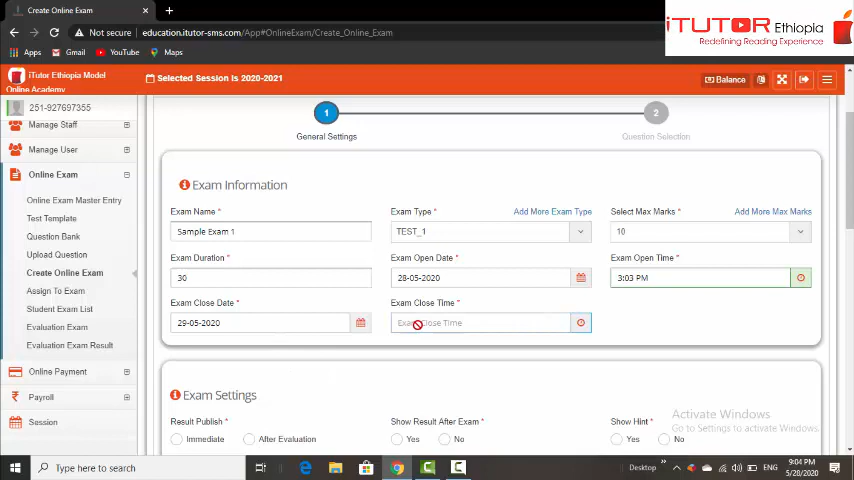 Create Online Exam
Not secure
education.itutor-sms.com/App#OnlineExam/Create_Online_Exam
Apps
Gmail
YouTube
Maps
iTUTOR Ethiopia
Redefining Reading Experience
iTutor Ethiopia Model
Online Academy
Selected Session Is 2020-2021
Balance
251-927697355
Manage Staff
Manage User
Online Exam
Online Exam Master Entry
Test Template
Question Bank
Upload Question
Create Online Exam
Assign To Exam
Student Exam List
Evaluation Exam
Evaluation Exam Result
Online Payment
Payroll
Session
1
2
General Settings
Question Selection
Exam Information
Exam Name *
Exam Type *
Add More Exam Type
Select Max Marks *
Add More Max Marks
Sample Exam 1
TEST_1
10
Exam Duration *
Exam Open Date *
Exam Open Time *
30
28-05-2020
3:03 PM
Exam Close Date *
Exam Close Time *
29-05-2020
Exam Close Time
Exam Settings
Result Publish *
Show Result After Exam *
Show Hint *
Immediate
After Evaluation
Yes
No
Yes
No
Activate Windows
Go to Settings to activate Windows.
Type here to search
Desktop
ENG
9:04 PM
5/28/2020